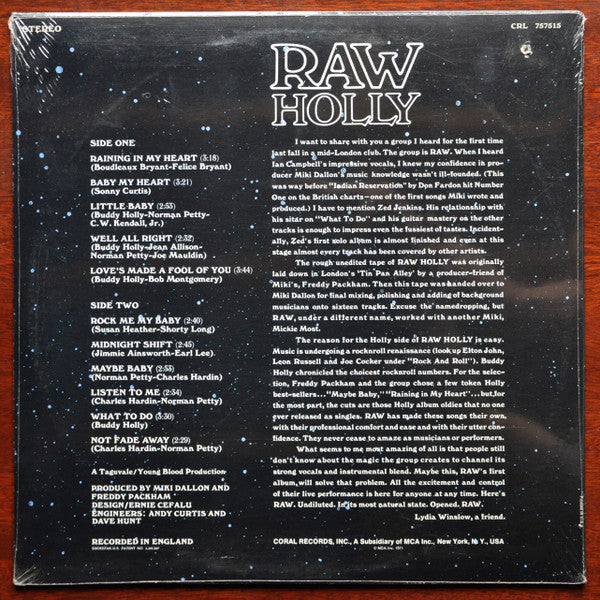 STEREO
CRL 757515
RAW
HOLLY
SIDE ONE
RAINING IN MY HEART (3:18)
(Boudleaux Bryant-Felice Bryant)
BABY MY HEART (3:21)
(Sonny Curtis)
LITTLE BABY (2:53)
(Buddy Holly-Norman Petty-
C.W. Kendall, Jr.)
WELL ALL RIGHT (2:32)
(Buddy Holly-Jean Allison-
Norman Petty-Joe Mauldin)
LOVE'S MADE A FOOL OF YOU (3:44)
(Buddy Holly-Bob Montgomery)
SIDE TWO
ROCK ME MY BABY (2:40)
(Susan Heather-Shorty Long)
MIDNIGHT SHIFT (2:45)
(Jimmie Ainsworth-Earl Lee)
MAYBE BABY (2:53)
(Norman Petty-Charles Hardin)
LISTEN TO ME (2:34)
(Charles Hardin-Norman Petty)
WHAT TO DO (3:30)
(Buddy Holly)
NOT FADE AWAY (2:29)
(Charles Hardin-Norman Petty)
A Taguvale/Young Blood Production
PRODUCED BY MIKI DALLON AND
FREDDY PACKHAM
DESIGN/ERNIE CEFALU
ENGINEERS: ANDY CURTIS AND
DAVE HUNT
RECORDED IN ENGLAND
I want to share with you a group I heard for the first time
last fall in a mid-London club. The group is RAW. When I heard
Ian Campbell's impressive vocals, I knew my confidence in pro-
ducer Miki Dallon's music knowledge wasn't ill-founded. (This
was way before "Indian Reservation" by Don Fardon hit Number
One on the British charts—one of the first songs Miki wrote and
produced.) I have to mention Zed Jenkins. His relationship with
his sitar on "What To Do" and his guitar mastery on the other
tracks is enough to impress even the fussiest of tastes. Incident-
ally, Zed's first solo album is almost finished and even at this
stage almost every track has been covered by other artists.
The rough unedited tape of RAW HOLLY was originally
laid down in London's 'Tin Pan Alley' by a producer-friend of
Miki's, Freddy Packham. Then this tape was handed over to
Miki Dallon for final mixing, polishing and adding of background
musicians onto sixteen tracks. Excuse the namedropping, but
RAW, under a different name, worked with another Miki,
Mickie Most.
The reason for the Holly side of RAW HOLLY is easy.
Music is undergoing a rocknroll renaissance (look up Elton John,
Leon Russell and Joe Cocker under "Rock And Roll"). Buddy
Holly chronicled the choicest rocknroll numbers. For the selec-
tion, Freddy Packham and the group chose a few token Holly
best-sellers..."Maybe Baby," "Raining in My Heart"...but,for
the most part, the cuts are those Holly album oldies that no one
ever released as singles. RAW has made these songs their own,
with their professional comfort and ease and with their utter con-
fidence. They never cease to amaze as musicians or performers.
What seems to me most amazing of all is that people still
don't know about the magic the group creates to channel its
strong vocals and instrumental blend. Maybe this, RAW's first
album, will solve that problem. All the excitement and control
of their live performance is here for anyone at any time. Here's
RAW. Undiluted. In its most natural state. Opened. RAW.
Lydia Winslow, a friend.
CORAL RECORDS, INC., A Subsidiary of MCA Inc., New York, N. Y., USA
© MCA Inc. 1971